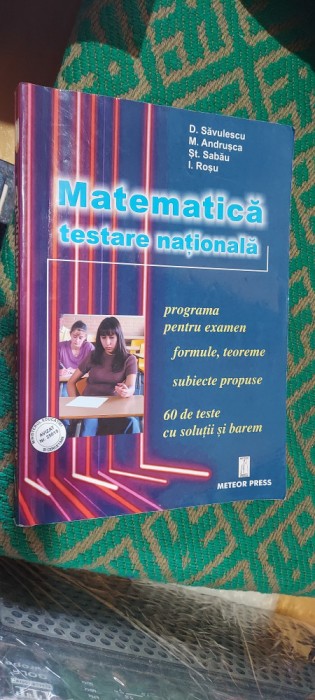 D. Săvulescu
M. Andrușca
Șt. Sabău
I. Roșu
Matematică
testare națională
programa
pentru examen
formule, teoreme
subiecte propuse
60 de teste
cu soluții și barem
AVIZAT
METEOR PRESS